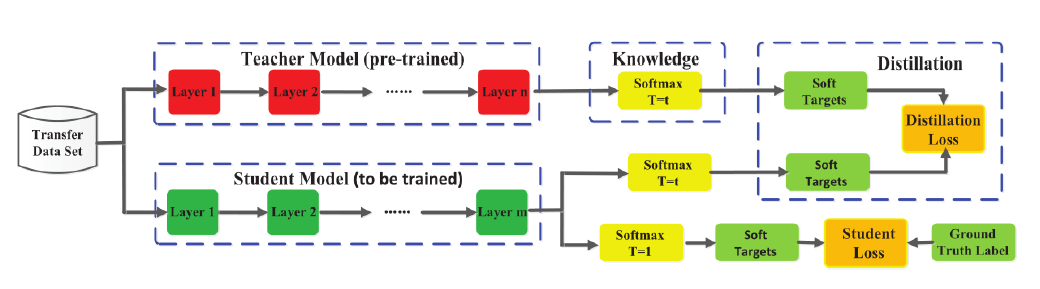 Teacher Model (pre-trained)
Layer 1
Layer 2
......
Layer n
Knowledge
Softmax
T=t
Distillation
Soft
Targets
Distillation
Loss
Transfer
Data Set
Student Model (to be trained)
Layer 1
Layer 2
......
Layer m
Softmax
T=t
Soft
Targets
Softmax
T=1
Soft
Targets
Student
Loss
Ground
Truth Label